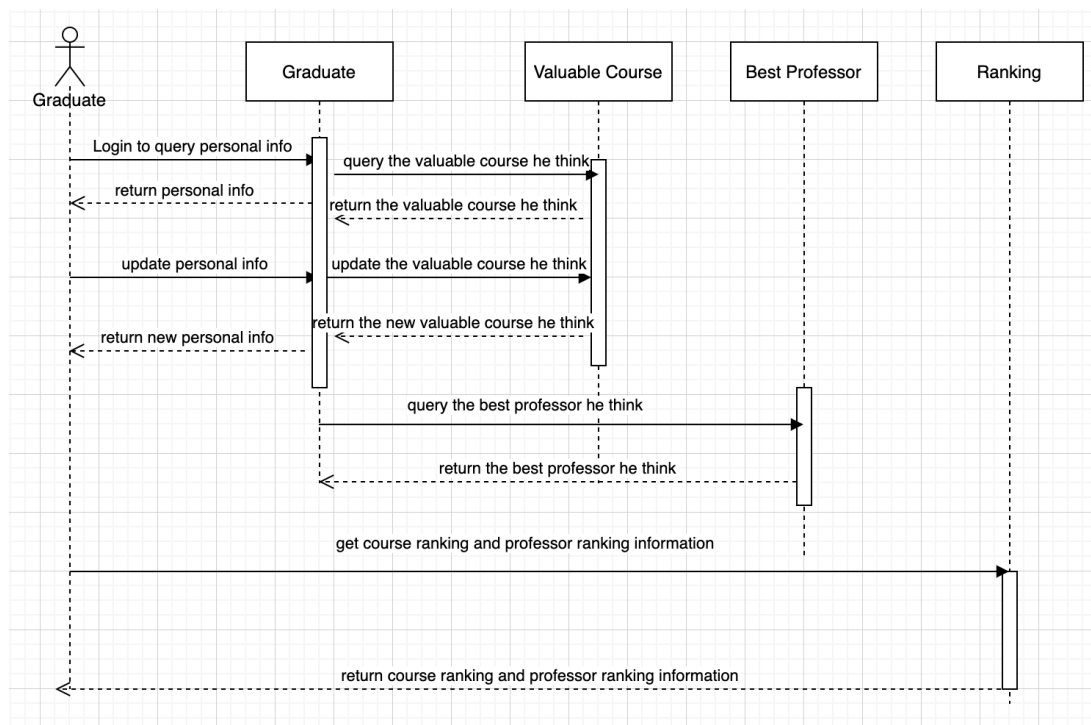 Graduate
Valuable Course
Best Professor
Ranking
Graduate
Login to query personal info
query the valuable course he think
return personal info
return the valuable course he think
update personal info
update the valuable course he think
return the new valuable course he think
return new personal info
query the best professor he think
return the best professor he think
get course ranking and professor ranking information
return course ranking and professor ranking information